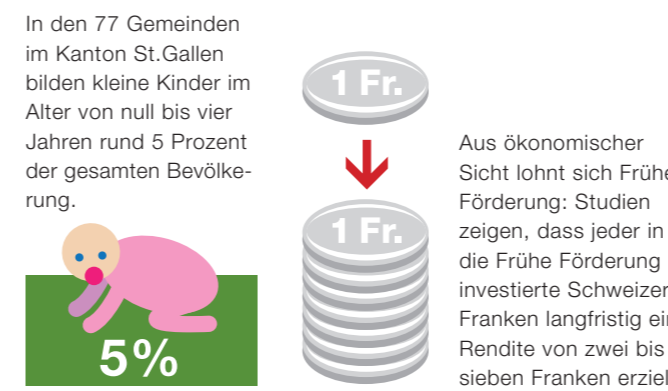 In den 77 Gemeinden
im Kanton St.Gallen
bilden kleine Kinder im
Alter von null bis vier
Jahren rund 5 Prozent
der gesamten Bevölke-
rung.
5%
1 Fr.
1 Fr.
Aus ökonomischer
Sicht lohnt sich
Förderung: Studien
zeigen, dass jeder in
die Frühe Förderung
investierte Schweizer
Franken langfristig
Rendite von zwei bis
sieben Franken